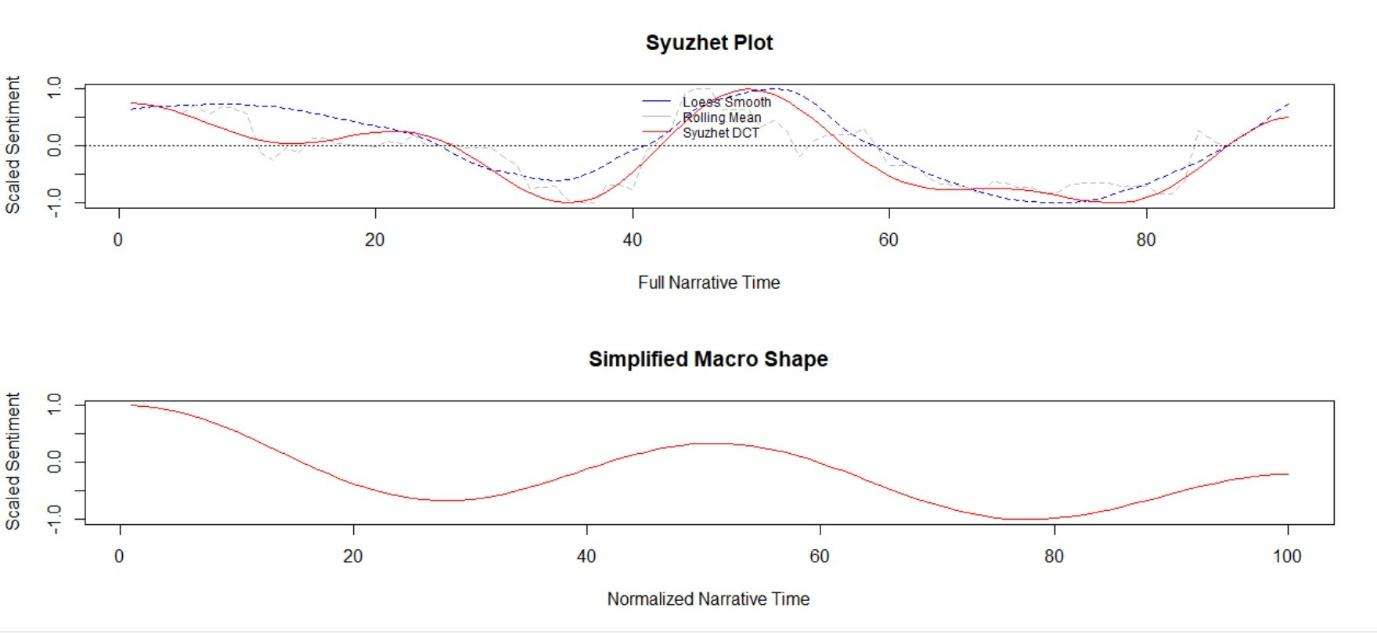 Syuzhet Plot
Scaled Sentiment
1.0
0.0
-1.0
Loess Smooth
Rolling Mean
Syuzhet DCT
0 20 40 60 80
Full Narrative Time
Simplified Macro Shape
Scaled Sentiment
1.0
0.0
-1.0
0 20 40 60 80 100
Normalized Narrative Time